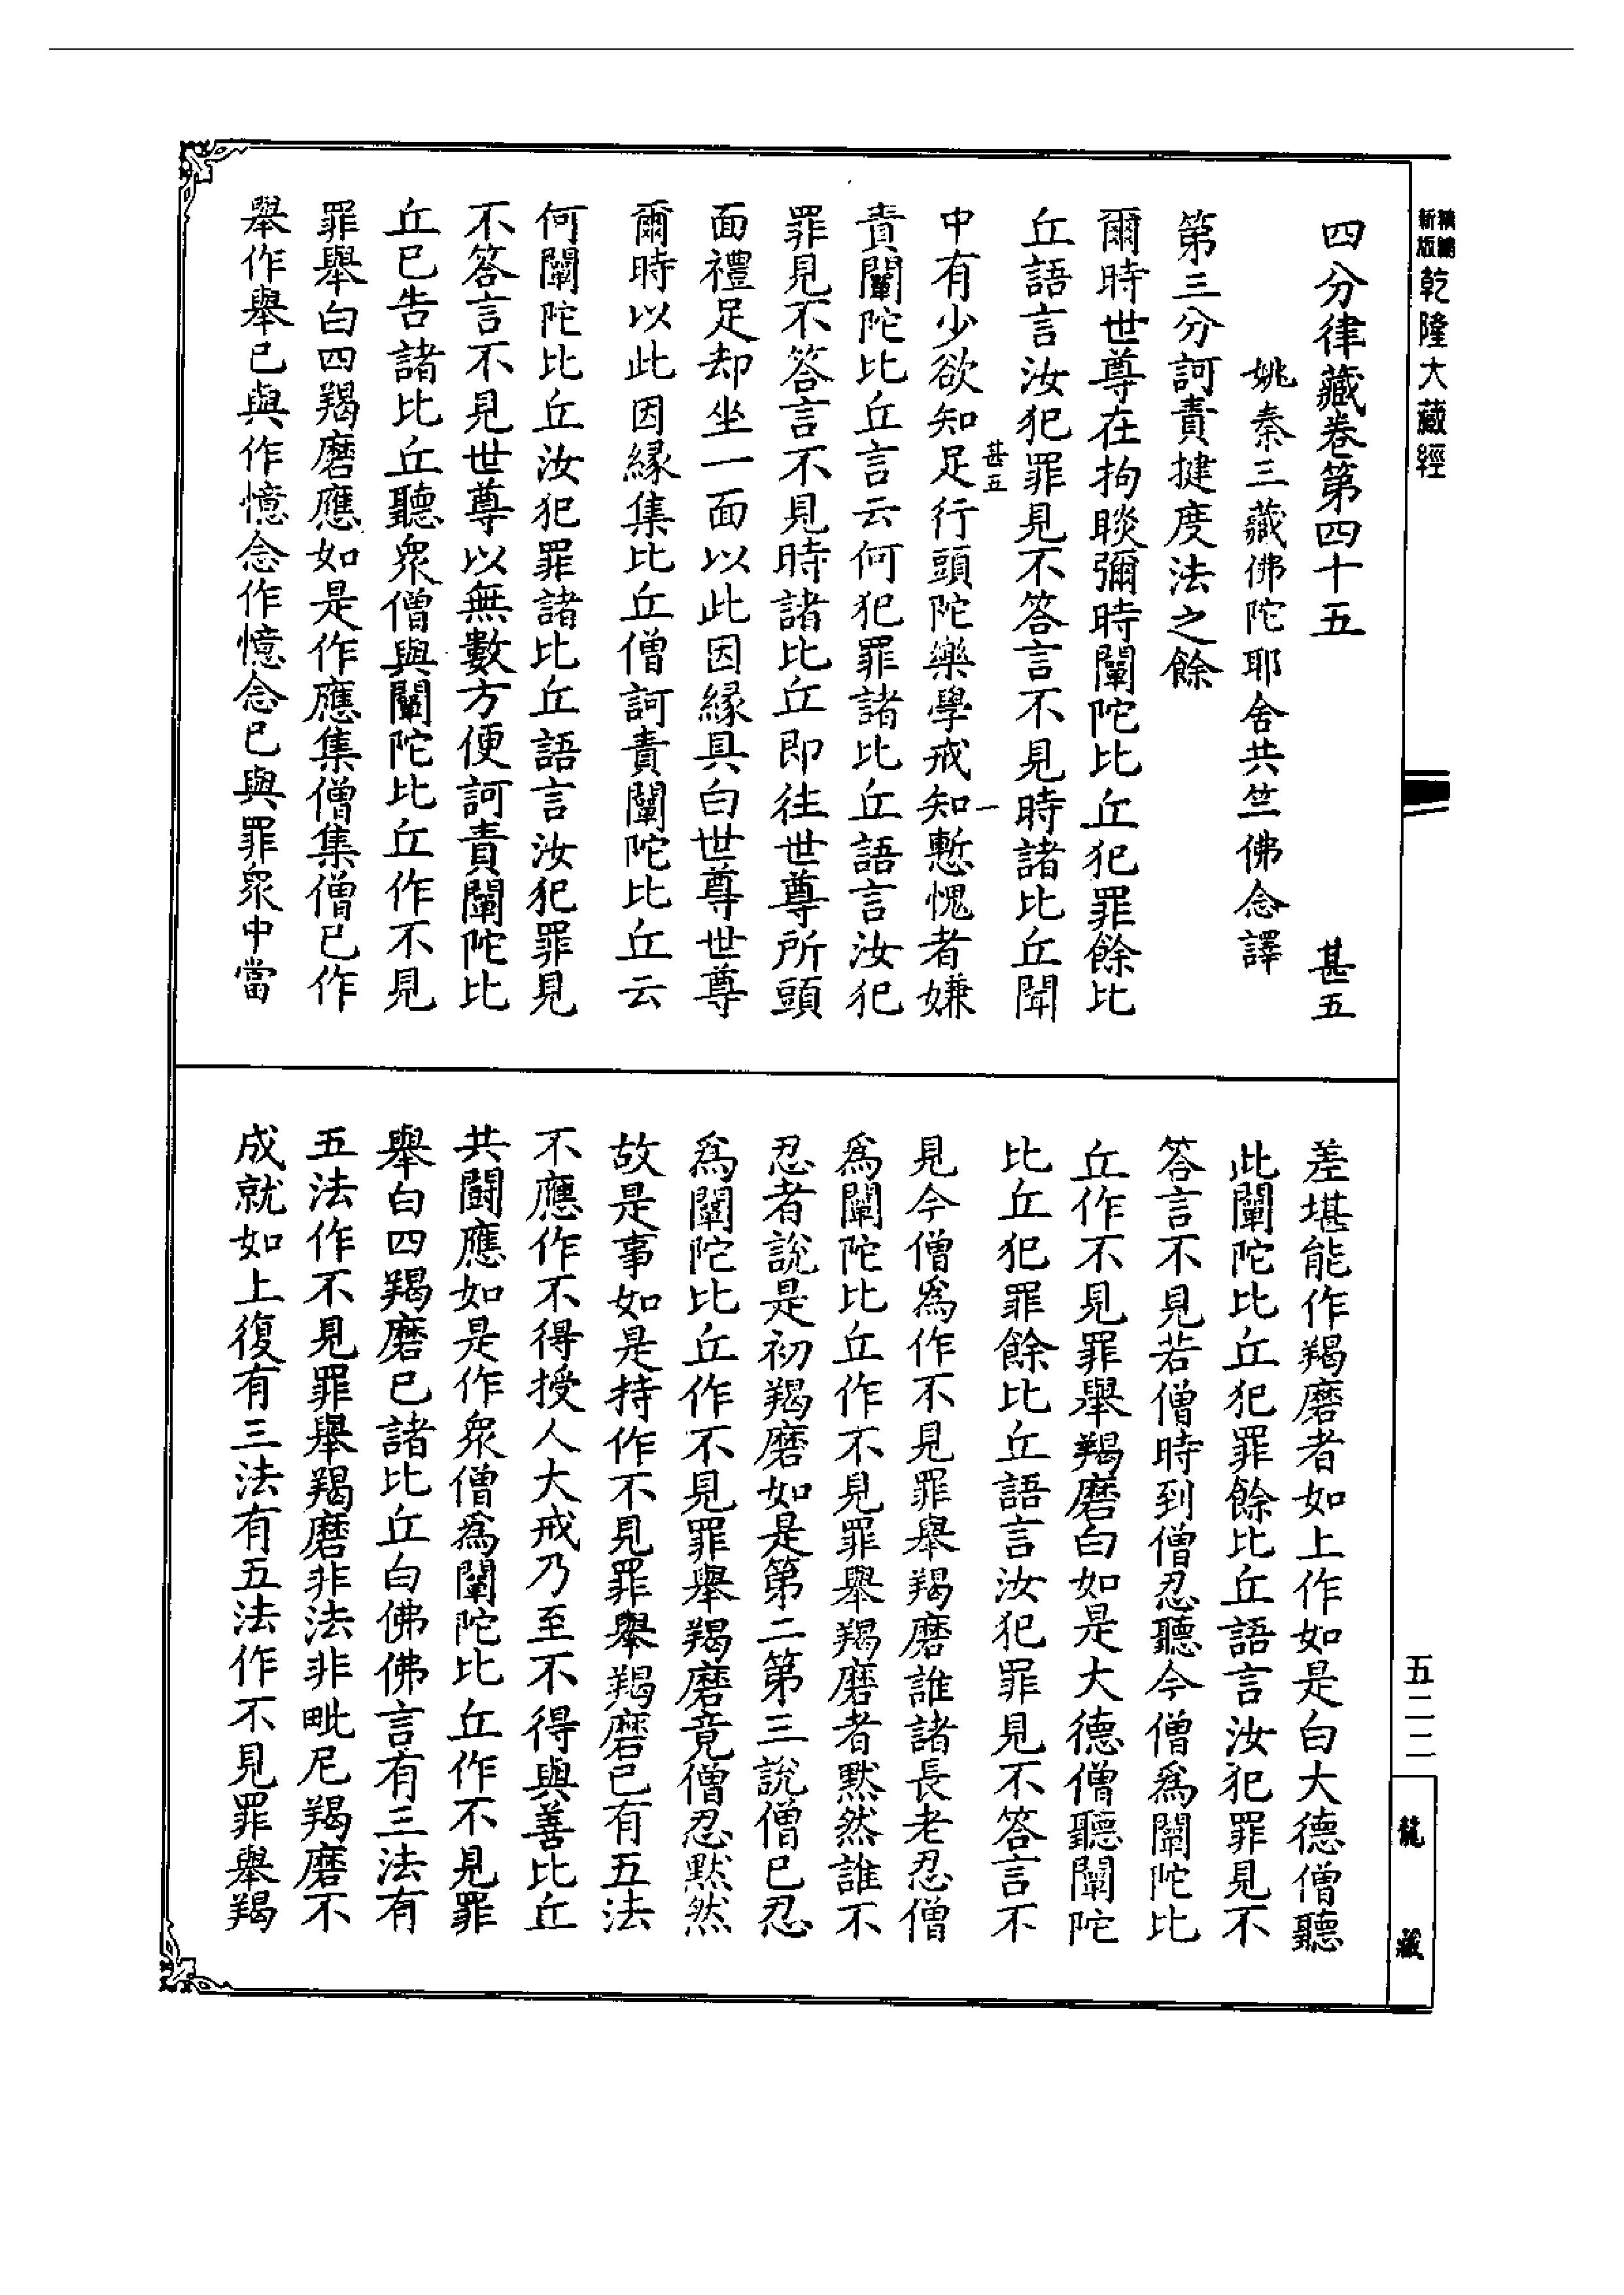 新版
乾隆大藏經
四分律藏卷第四十五 甚五
姚秦三藏佛陀耶舍共竺佛念譯
第三分訶責揵度法之餘
爾時世尊在拘睒彌時闡陀比丘犯罪餘比
丘語言汝犯罪見不答言不見時諸比丘聞
甚五 一
中有少欲知足行頭陀樂學戒知慙愧者嫌
責闡陀比丘言云何犯罪諸比丘語言汝犯
罪見不答言不見時諸比丘即往世尊所頭
面禮足却坐一面以此因緣具白世尊世尊
爾時以此因緣集比丘僧訶責闡陀比丘云
何闡陀比丘汝犯罪諸比丘語言汝犯罪見
不答言不見世尊以無數方便訶責闡陀比
丘已告諸比丘聽衆僧與闡陀比丘作不見
罪舉白四羯磨應如是作應集僧集僧已作
舉作舉已與作憶念作憶念已與罪衆中當
差堪能作羯磨者如上作如是白大德僧聽
此闡陀比丘犯罪餘比丘語言汝犯罪見不
答言不見若僧時到僧忍聽今僧爲闡陀比
丘作不見罪舉羯磨白如是大德僧聽闡陀
比丘犯罪餘比丘語言汝犯罪見不答言不
見今僧爲作不見罪舉羯磨誰諸長老忍僧
爲闡陀比丘作不見罪舉羯磨者默然誰不
忍者說是初羯磨如是第二第三說僧已忍
爲闡陀比丘作不見罪舉羯磨竟僧忍默然
故是事如是持作不見罪舉羯磨已有五法
不應作不得授人大戒乃至不得與善比丘
共鬪應如是作衆僧爲闡陀比丘作不見罪
舉白四羯磨已諸比丘白佛佛言有三法有
五法作不見罪舉羯磨非法非毗尼羯磨不
成就如上復有三法有五法作不見罪舉羯
五二二
龍藏